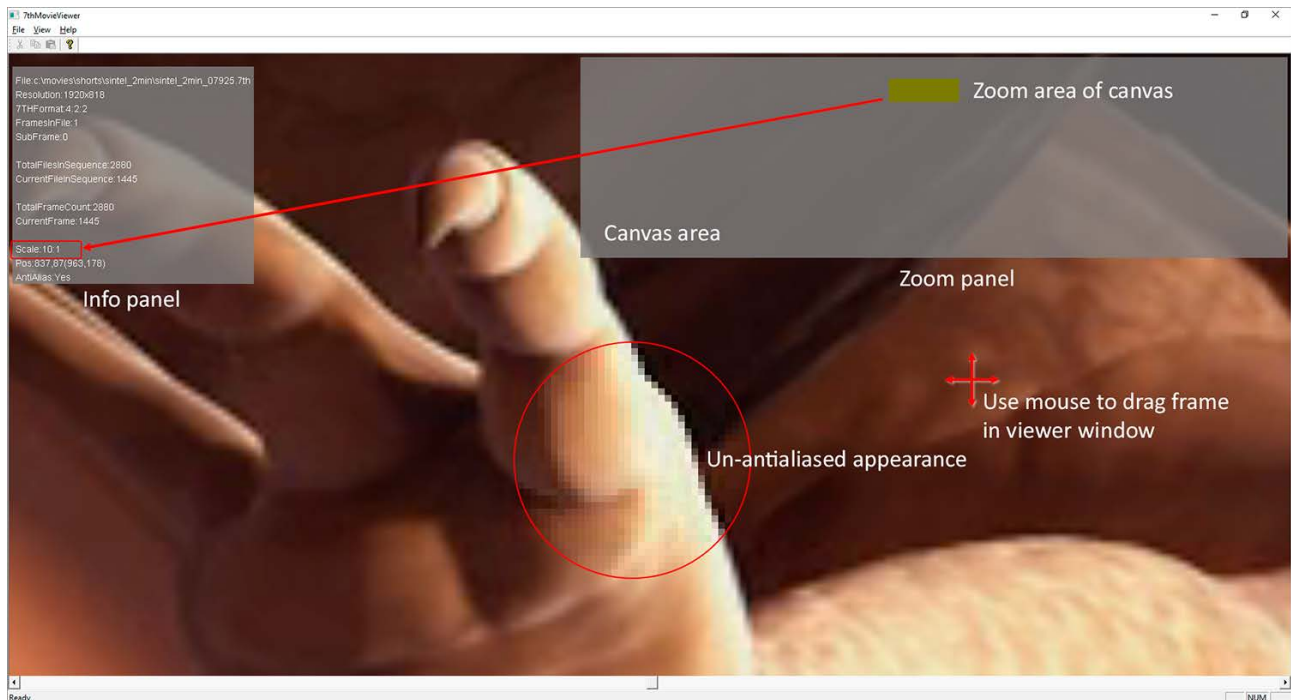 7thMovieViewer
File View Help
File:c:\movies\shorts\sintel_2min\sintel_2min_07925.7th
Resolution:1920x818
7THFormat:4:2:2
FramesInFile:1
SubFrame:0
TotalFilesInSequence:2880
CurrentFileInSequence:1445
TotalFrameCount:2880
CurrentFrame:1445
Scale:10:1
Pos:837,87(963,178)
AntiAlias:Yes
Info panel
Zoom area of canvas
Canvas area
Zoom panel
Use mouse to drag frame
in viewer window
Un-antialiased appearance
Ready
NUM